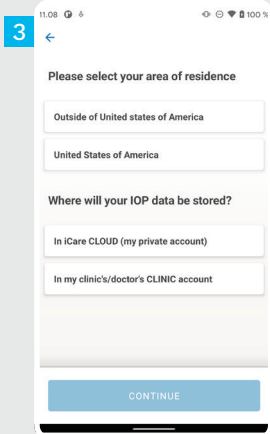 3
11.08 100 %
Please select your area of residence
Outside of United states of America
United States of America
Where will your IOP data be stored?
In iCare CLOUD (my private account)
In my clinic's/doctor's CLINIC account
CONTINUE